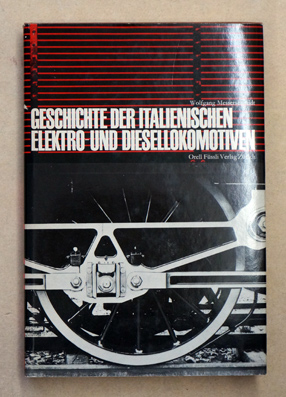 Wolfgang Messerschmidt
GESCHICHTE DER ITALIENISCHEN
ELEKTRO UND DIESELLOKOMOTIVEN
Orell Füssli Verlag Zürich